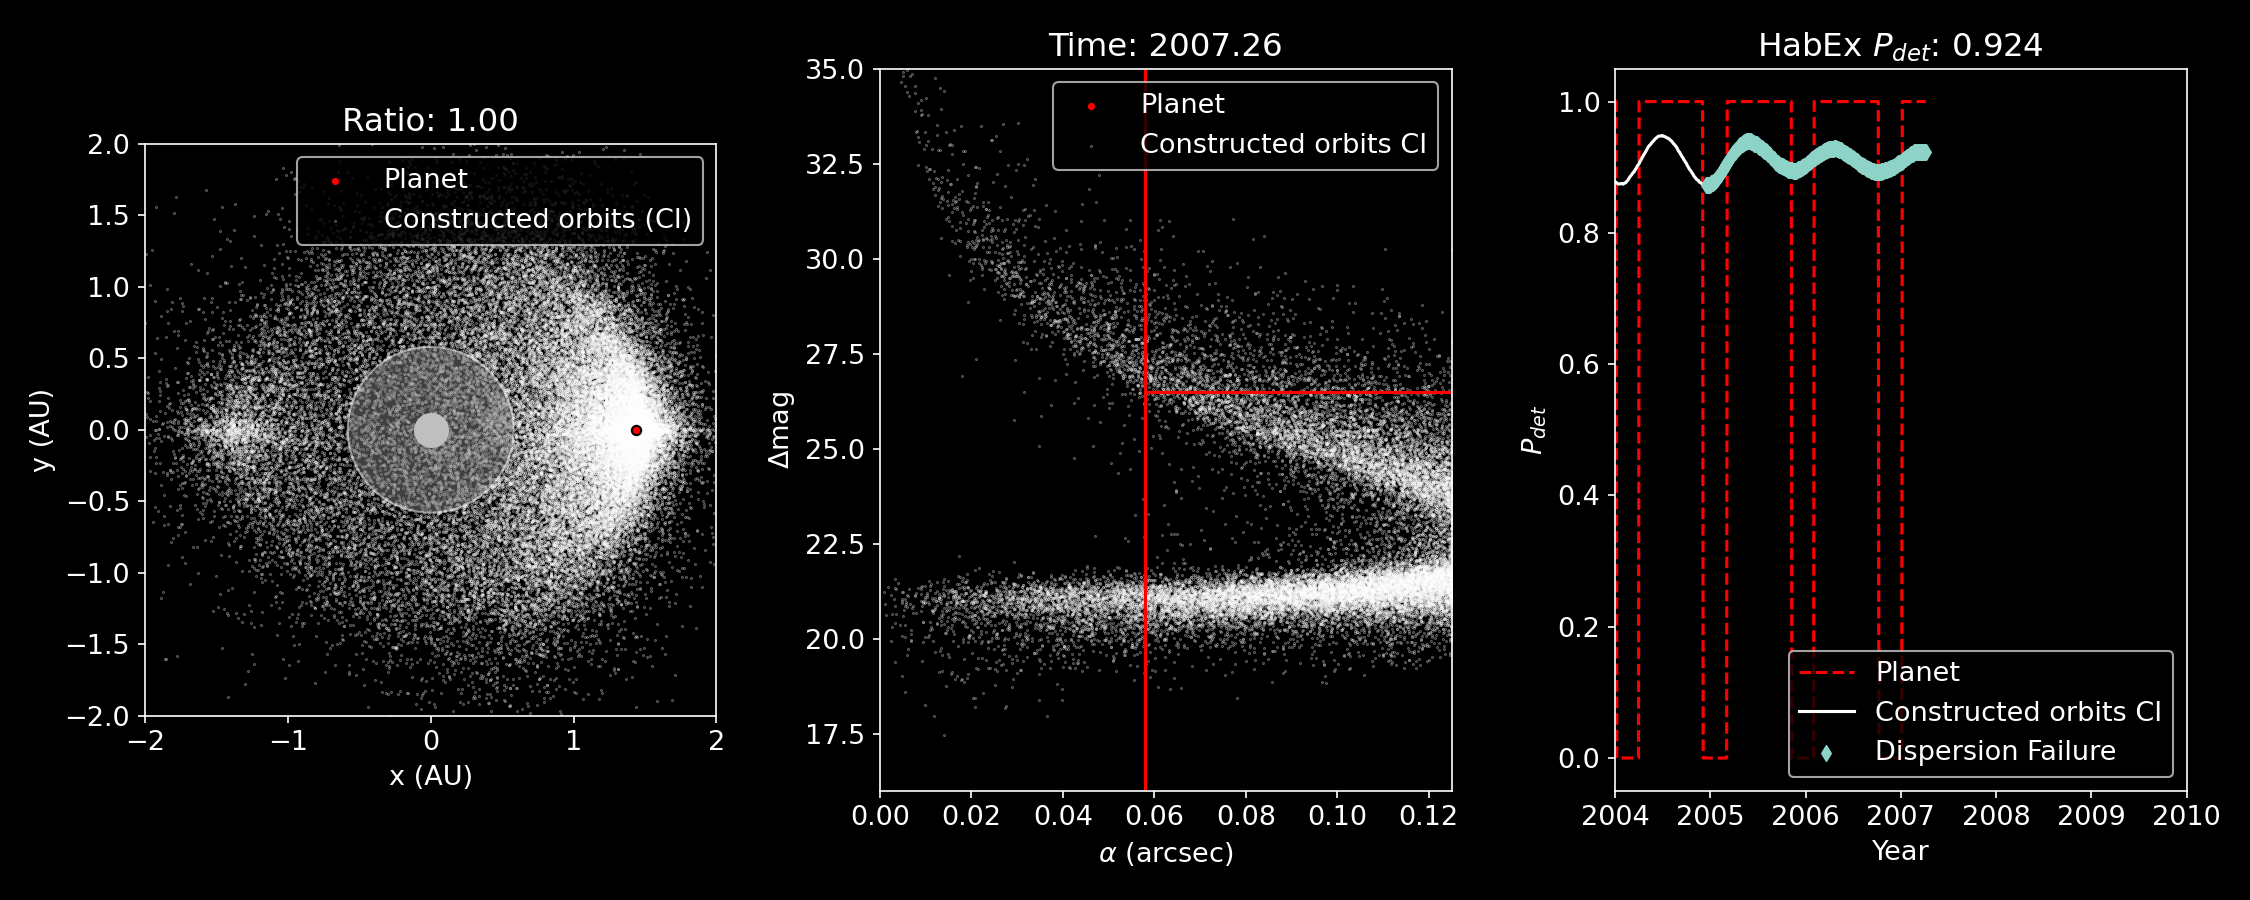 Ratio: 1.00
Planet
Constructed orbits (CI)
2.0
1.5
1.0
0.5
0.0
−0.5
−1.0
−1.5
−2.0
−2
−1
0
1
2
x (AU)
y (AU)
Time: 2007.26
Planet
Constructed orbits CI
35.0
32.5
30.0
27.5
25.0
22.5
20.0
17.5
0.00
0.02
0.04
0.06
0.08
0.10
0.12
α (arcsec)
Δmag
HabEx P_det: 0.924
1.0
0.8
0.6
0.4
0.2
0.0
P_det
Planet
Constructed orbits CI
Dispersion Failure
2004
2005
2006
2007
2008
2009
2010
Year